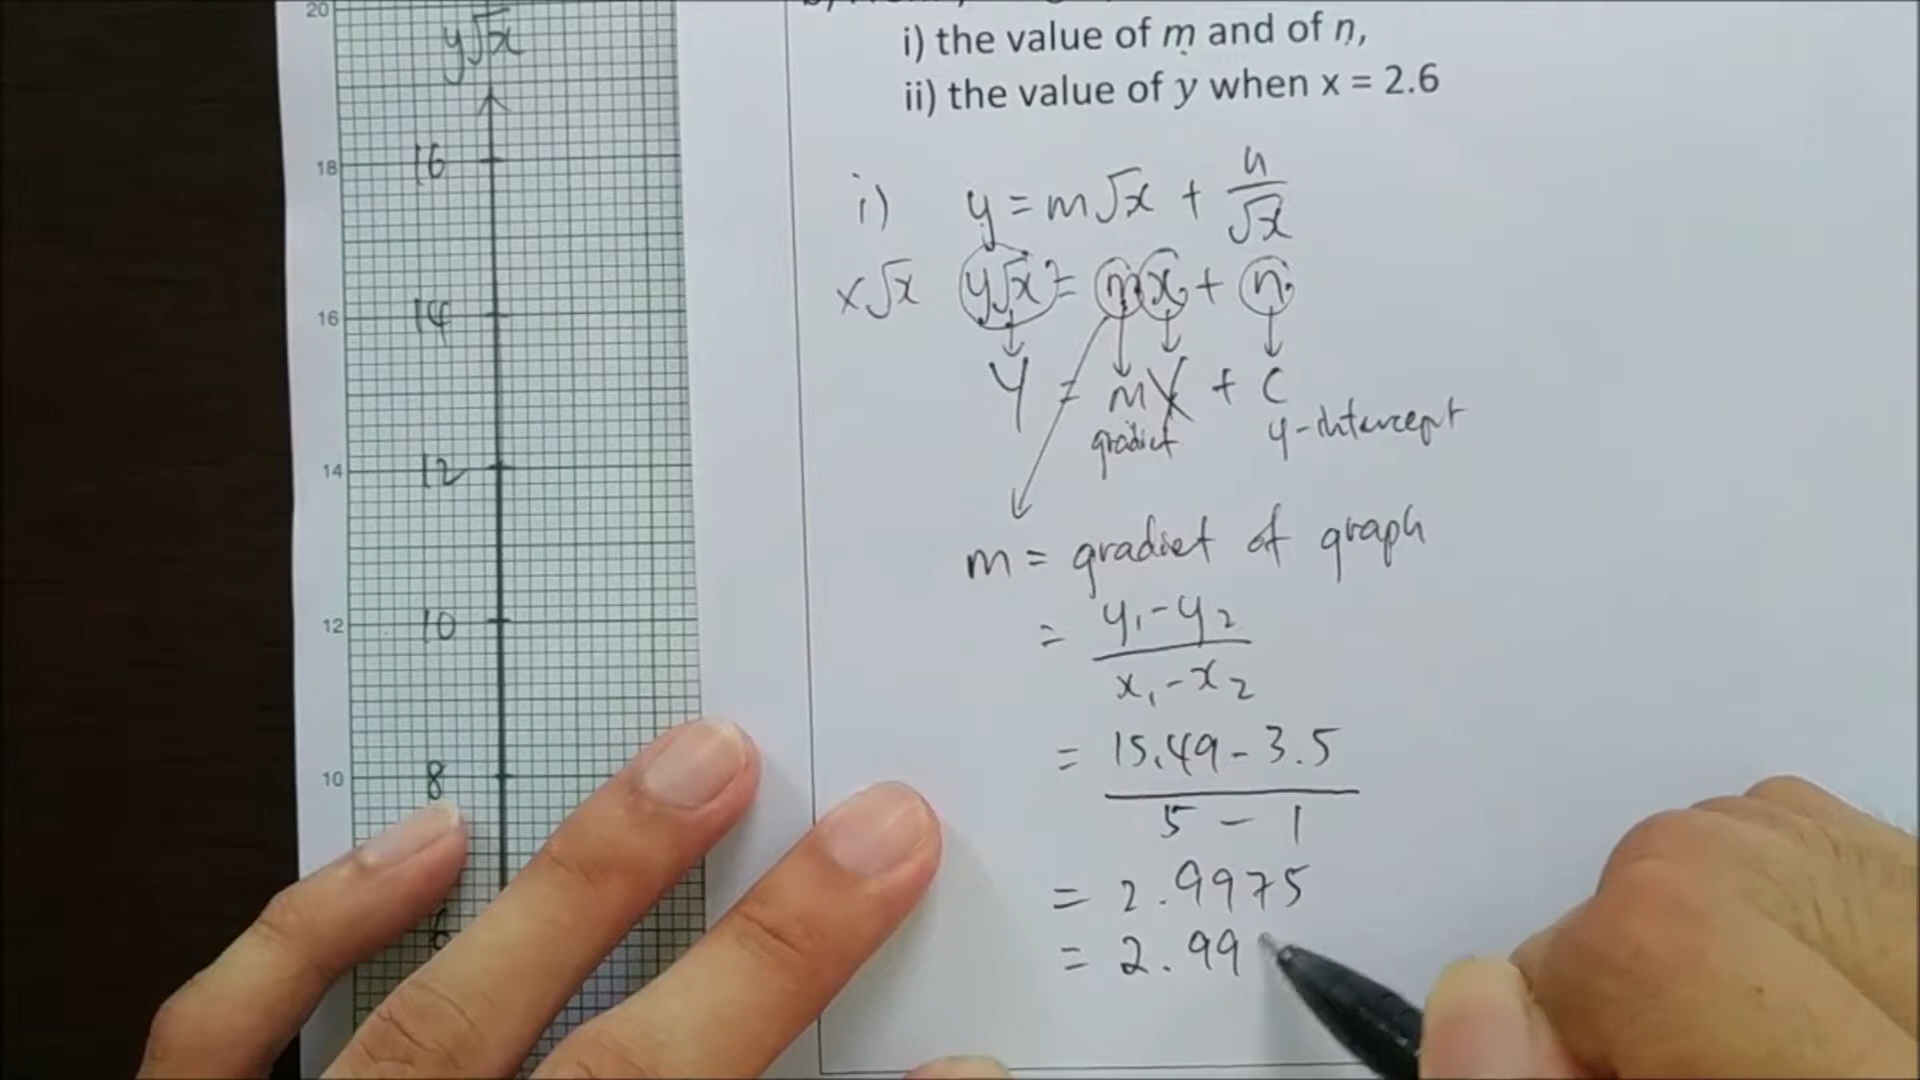 i) the value of m and of n,
ii) the value of y when x = 2.6
20
y√x
18
16
16
14
14
12
12
10
10
8
6
i) y = m√x + n/√x
×√x y√x = mx + n
Y = mX + C
gradiet y-intercept
m = gradiet of graph
= y₁-y₂/x₁-x₂
= 15.49 - 3.5/5 - 1
= 2.9975
= 2.99